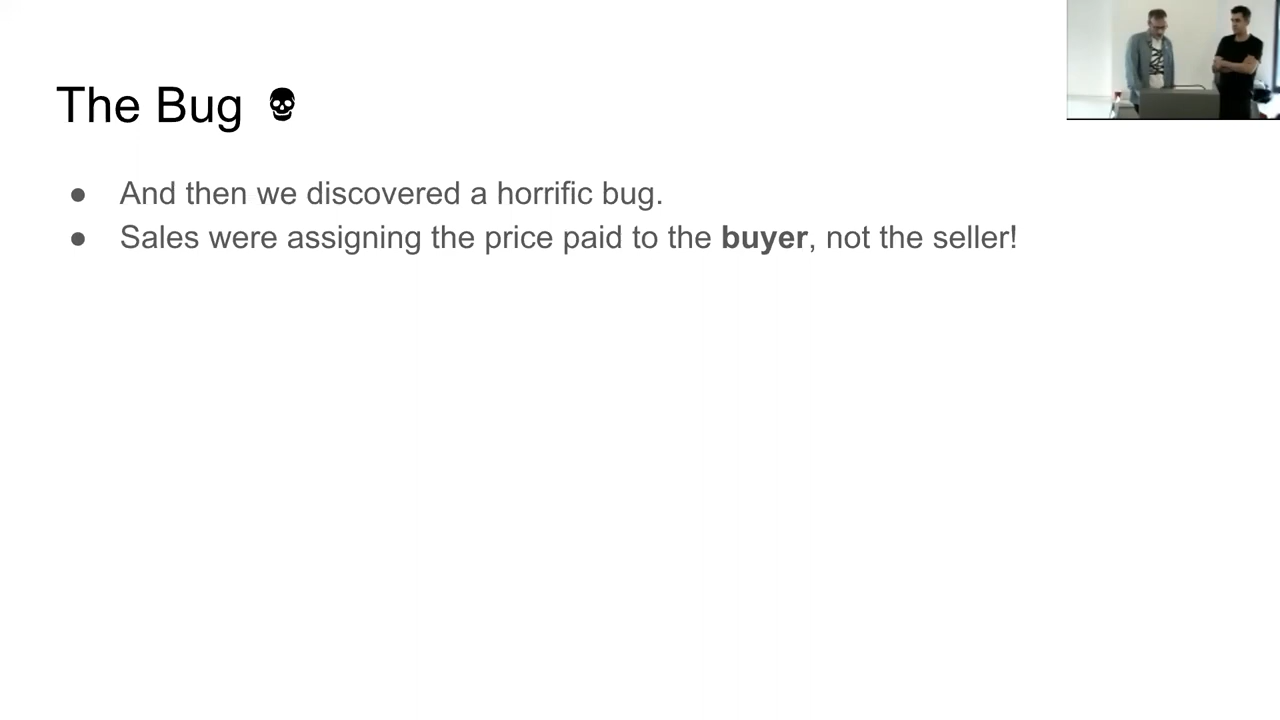 The Bug 💀
● And then we discovered a horrific bug.
● Sales were assigning the price paid to the buyer, not the seller!